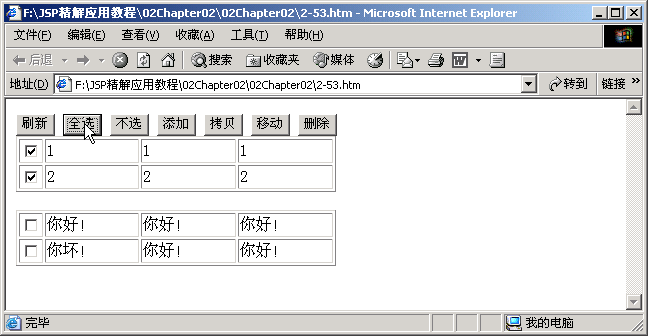 F:\JSP精解应用教程\02Chapter02\02Chapter02\2-53.htm - Microsoft Internet Explorer
文件(F) 编辑(E) 查看(V) 收藏(A) 工具(T) 帮助(H)
后退 搜索 收藏夹 媒体
地址(D) F:\JSP精解应用教程\02Chapter02\02Chapter02\2-53.htm 转到 链接 »
刷新 全选 不选 添加 拷贝 移动 删除
1 1 1
2 2 2
你好! 你好! 你好!
你坏! 你好! 你好!
完毕 我的电脑